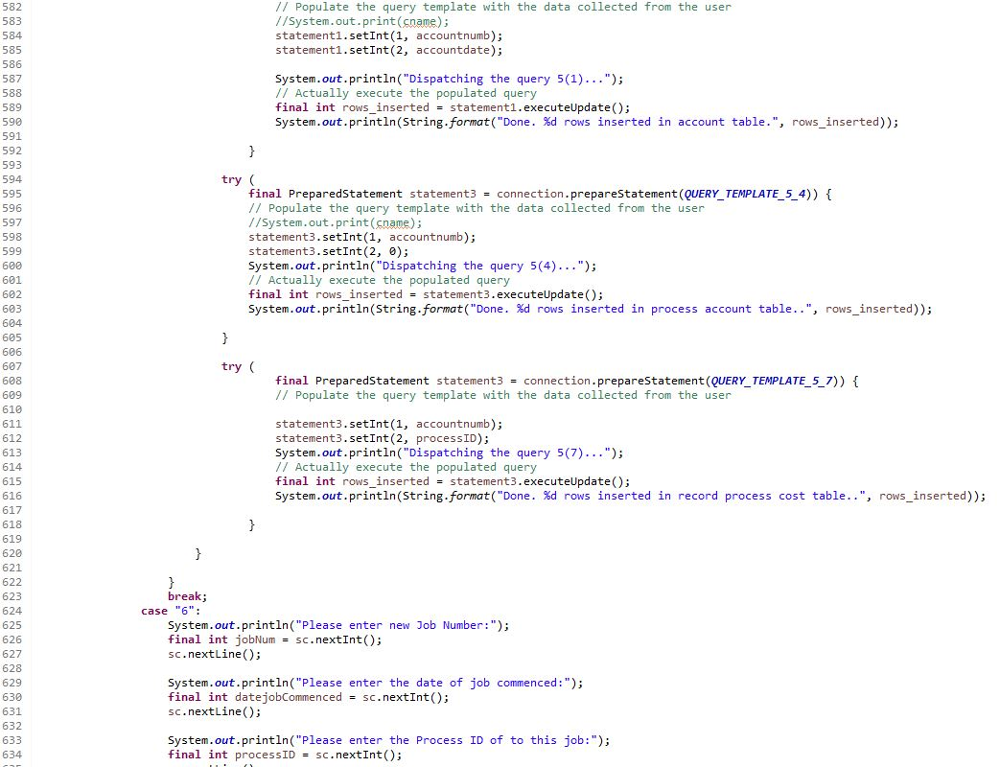 582 // Populate the query template with the data collected from the user
583 //System.out.print(cname);
584 statement1.setInt(1, accountnumb);
585 statement1.setInt(2, accountdate);
586
587 System.out.println("Dispatching the query 5(1)...");
588 // Actually execute the populated query
589 final int rows_inserted = statement1.executeUpdate();
590 System.out.println(String.format("Done. %d rows inserted in account table.", rows_inserted));
591
592 }
593
594 try (
595 final PreparedStatement statement3 = connection.prepareStatement(QUERY_TEMPLATE_5_4)) {
596 // Populate the query template with the data collected from the user
597 //System.out.print(cname);
598 statement3.setInt(1, accountnumb);
599 statement3.setInt(2, 0);
600 System.out.println("Dispatching the query 5(4)...");
601 // Actually execute the populated query
602 final int rows_inserted = statement3.executeUpdate();
603 System.out.println(String.format("Done. %d rows inserted in process account table..", rows_inserted));
604
605 }
606
607 try (
608 final PreparedStatement statement3 = connection.prepareStatement(QUERY_TEMPLATE_5_7)) {
609 // Populate the query template with the data collected from the user
610
611 statement3.setInt(1, accountnumb);
612 statement3.setInt(2, processID);
613 System.out.println("Dispatching the query 5(7)...");
614 // Actually execute the populated query
615 final int rows_inserted = statement3.executeUpdate();
616 System.out.println(String.format("Done. %d rows inserted in record process cost table..", rows_inserted));
617
618 }
619
620 }
621
622 }
623 break;
624 case "6":
625 System.out.println("Please enter new Job Number:");
626 final int jobNum = sc.nextInt();
627 sc.nextLine();
628
629 System.out.println("Please enter the date of job commenced:");
630 final int datejobCommenced = sc.nextInt();
631 sc.nextLine();
632
633 System.out.println("Please enter the Process ID of to this job:");
634 final int processID = sc.nextInt();